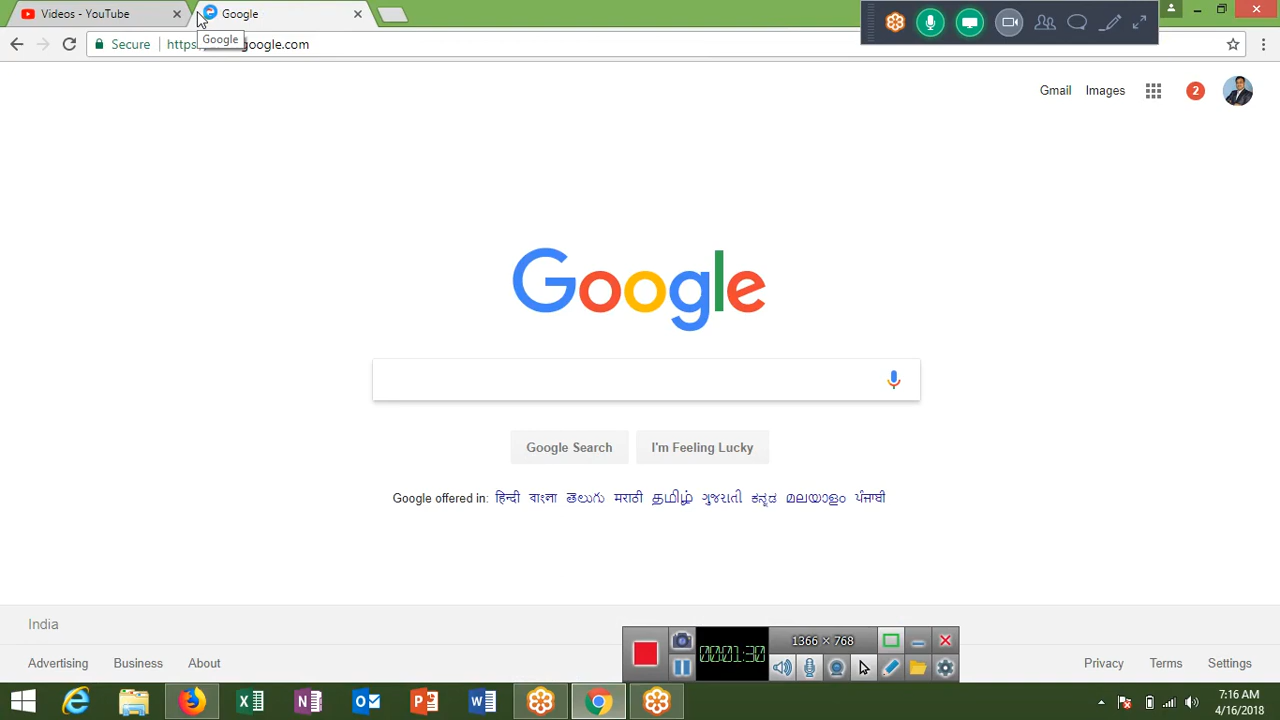 Videos - YouTube
Google
Secure
https:
google.com
Google
Gmail
Images
2
Google
Google Search
I'm Feeling Lucky
Google offered in: हिन्दी বাংলা తెలుగు मराठी தமிழ் ગુજરાતી ಕನ್ನಡ മലയാളം ਪੰਜਾਬੀ
India
0001:30
1366 × 768
Advertising
Business
About
Privacy
Terms
Settings
7:16 AM
4/16/2018